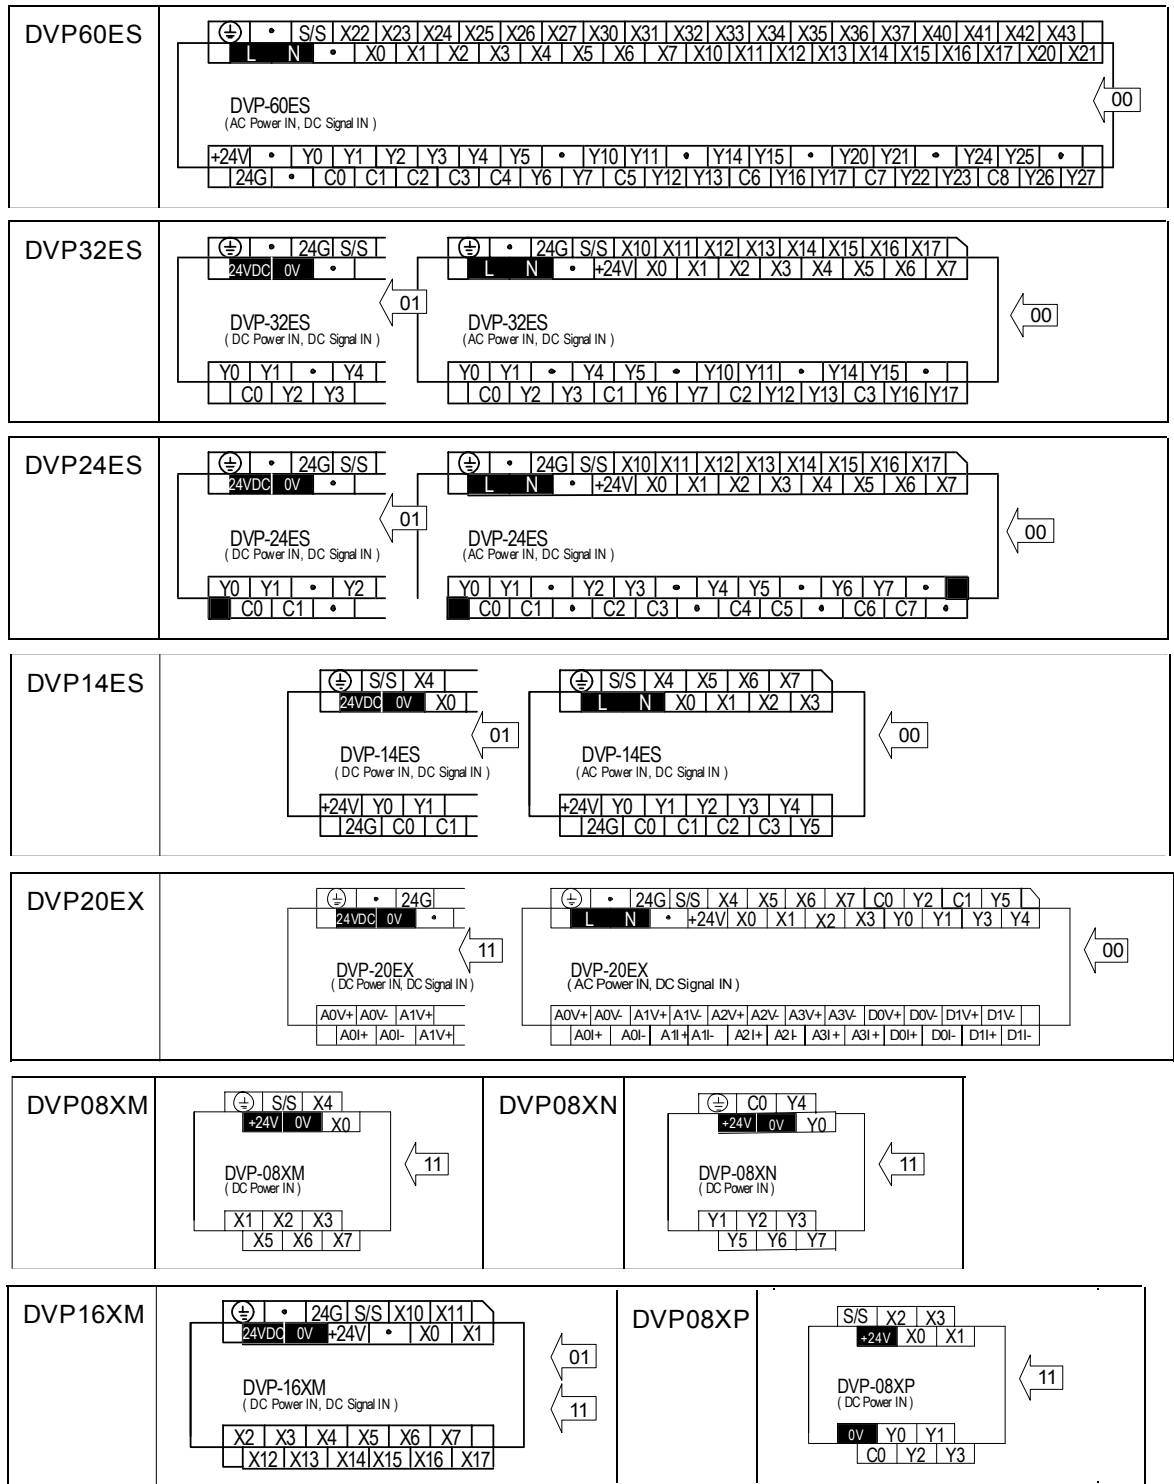 DVP60ES
• S/S X22 X23 X24 X25 X26 X27 X30 X31 X32 X33 X34 X35 X36 X37 X40 X41 X42 X43
L N • X0 X1 X2 X3 X4 X5 X6 X7 X10 X11 X12 X13 X14 X15 X16 X17 X20 X21
00
DVP-60ES
(AC Power IN, DC Signal IN )
+24V • Y0 Y1 Y2 Y3 Y4 Y5 • Y10 Y11 • Y14 Y15 • Y20 Y21 • Y24 Y25 •
24G • C0 C1 C2 C3 C4 Y6 Y7 C5 Y12 Y13 C6 Y16 Y17 C7 Y22 Y23 C8 Y26 Y27
DVP32ES
• 24G S/S
24VDC 0V •
01
DVP-32ES
( DC Power IN, DC Signal IN )
Y0 Y1 • Y4
C0 Y2 Y3
• 24G S/S X10 X11 X12 X13 X14 X15 X16 X17
L N • +24V X0 X1 X2 X3 X4 X5 X6 X7
00
DVP-32ES
(AC Power IN, DC Signal IN )
Y0 Y1 • Y4 Y5 • Y10 Y11 • Y14 Y15 •
C0 Y2 Y3 C1 Y6 Y7 C2 Y12 Y13 C3 Y16 Y17
DVP24ES
• 24G S/S
24VDC 0V •
01
DVP-24ES
( DC Power IN, DC Signal IN )
Y0 Y1 • Y2
C0 C1 •
• 24G S/S X10 X11 X12 X13 X14 X15 X16 X17
L N • +24V X0 X1 X2 X3 X4 X5 X6 X7
00
DVP-24ES
(AC Power IN, DC Signal IN )
Y0 Y1 • Y2 Y3 • Y4 Y5 • Y6 Y7 •
C0 C1 • C2 C3 • C4 C5 • C6 C7 •
DVP14ES
S/S X4
24VDC 0V X0
01
DVP-14ES
( DC Power IN, DC Signal IN )
+24V Y0 Y1
24G C0 C1
S/S X4 X5 X6 X7
L N X0 X1 X2 X3
00
DVP-14ES
(AC Power IN, DC Signal IN )
+24V Y0 Y1 Y2 Y3 Y4
24G C0 C1 C2 C3 Y5
DVP20EX
• 24G
24VDC 0V •
11
DVP-20EX
( DC Power IN, DC Signal IN )
A0V+ A0V- A1V+
A0I+ A0I- A1V+
• 24G S/S X4 X5 X6 X7 C0 Y2 C1 Y5
L N • +24V X0 X1 X2 X3 Y0 Y1 Y3 Y4
00
DVP-20EX
( AC Power IN, DC Signal IN )
A0V+ A0V- A1V+ A1V- A2V+ A2V- A3V+ A3V- D0V+ D0V- D1V+ D1V-
A0I+ A0I- A1I+ A1I- A2I+ A2I- A3I+ A3I+ D0I+ D0I- D1I+ D1I-
DVP08XM
S/S X4
+24V 0V X0
11
DVP-08XM
( DC Power IN )
X1 X2 X3
X5 X6 X7
DVP08XN
C0 Y4
+24V 0V Y0
11
DVP-08XN
( DC Power IN )
Y1 Y2 Y3
Y5 Y6 Y7
DVP16XM
• 24G S/S X10 X11
24VDC 0V +24V • X0 X1
01
11
DVP-16XM
( DC Power IN, DC Signal IN )
X2 X3 X4 X5 X6 X7
X12 X13 X14 X15 X16 X17
DVP08XP
S/S X2 X3
+24V X0 X1
11
DVP-08XP
( DC Power IN )
0V Y0 Y1
C0 Y2 Y3